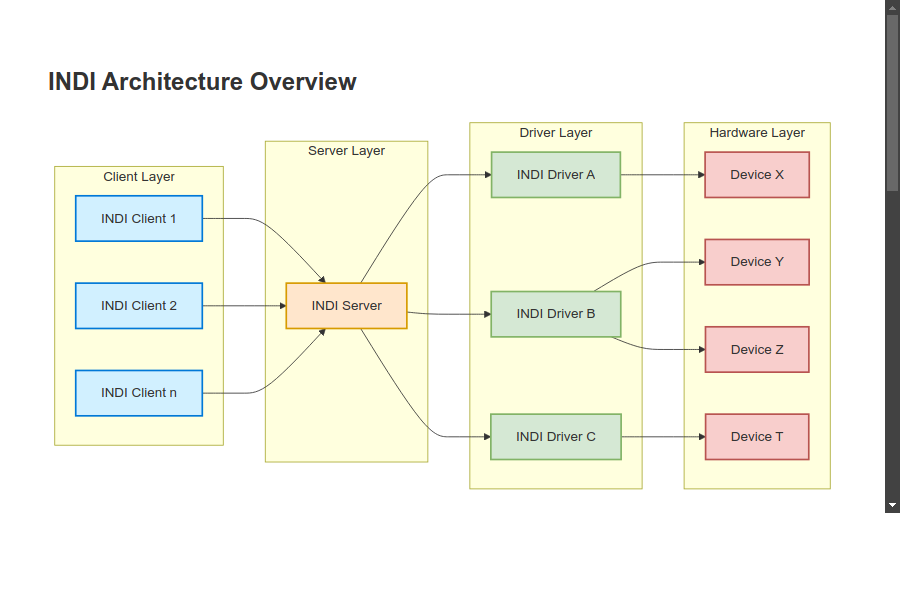 INDI Architecture Overview
Client Layer
INDI Client 1
INDI Client 2
INDI Client n
Server Layer
INDI Server
Driver Layer
INDI Driver A
INDI Driver B
INDI Driver C
Hardware Layer
Device X
Device Y
Device Z
Device T